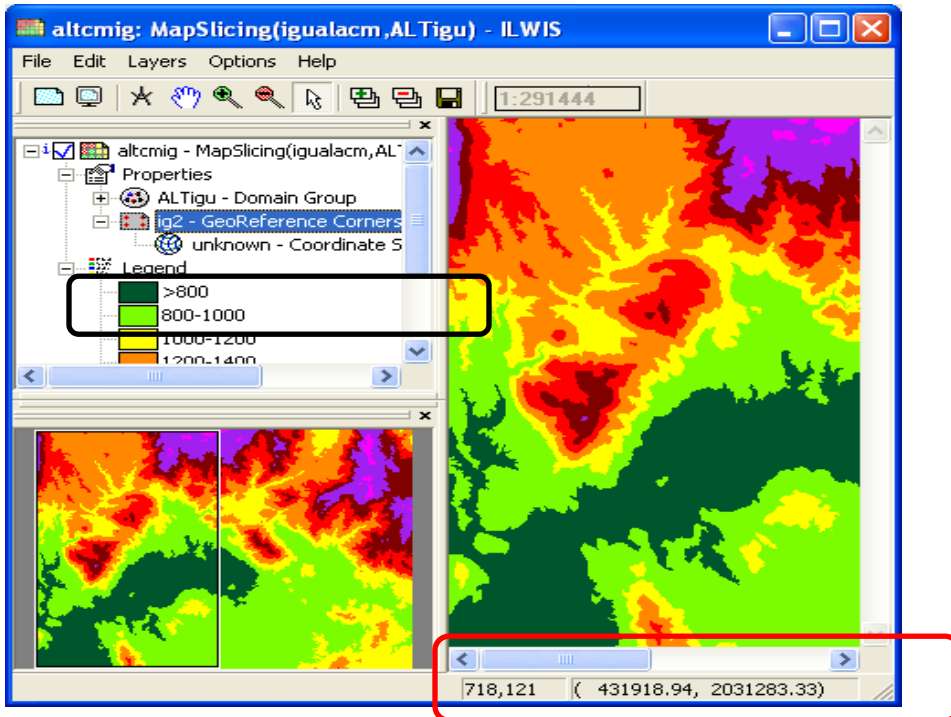 altcmig: MapSlicing(igualacm,ALTigu) - ILWIS
File Edit Layers Options Help
1:291444
altcmig - MapSlicing(igualacm,AL
Properties
ALTigu - Domain Group
ig2 - GeoReference Corners
unknown - Coordinate S
Legend
>800
800-1000
1000-1200
1200-1400
718,121 ( 431918.94, 2031283.33)